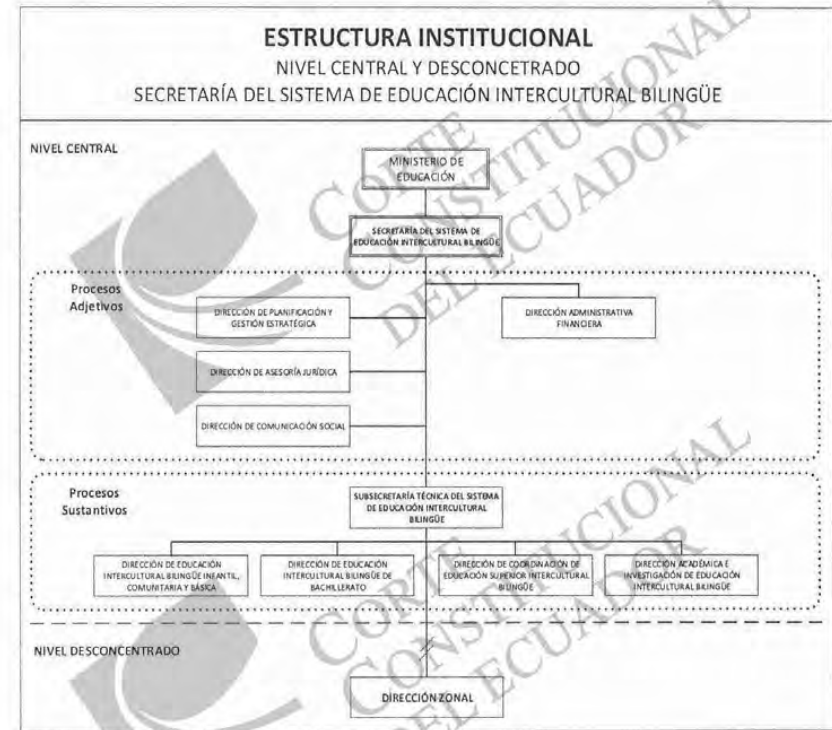 ESTRUCTURA INSTITUCIONAL
NIVEL CENTRAL Y DESCONCETRADO
SECRETARÍA DEL SISTEMA DE EDUCACIÓN INTERCULTURAL BILINGÜE
NIVEL CENTRAL
MINISTERIO DE
EDUCACIÓN
SECRETARÍA DEL SISTEMA DE
EDUCACIÓN INTERCULTURAL BILINGÜE
Procesos
Adjetivos
DIRECCIÓN DE PLANIFICACIÓN Y
GESTIÓN ESTRATÉGICA
DIRECCIÓN ADMINISTRATIVA
FINANCIERA
DIRECCIÓN DE ASESORÍA JURÍDICA
DIRECCIÓN DE COMUNICACIÓN SOCIAL
Procesos
Sustantivos
SUBSECRETARÍA TÉCNICA DEL SISTEMA
DE EDUCACIÓN INTERCULTURAL
BILINGÜE
DIRECCIÓN DE EDUCACIÓN
INTERCULTURAL BILINGÜE INFANTIL,
COMUNITARIA Y BÁSICA
DIRECCIÓN DE EDUCACIÓN
INTERCULTURAL BILINGÜE DE
BACHILLERATO
DIRECCIÓN DE COORDINACIÓN DE
EDUCACIÓN SUPERIOR INTERCULTURAL
BILINGÜE
DIRECCIÓN ACADÉMICA E
INVESTIGACIÓN DE EDUCACIÓN
INTERCULTURAL BILINGÜE
NIVEL DESCONCENTRADO
DIRECCIÓN ZONAL
CORTE
CONSTITUCIONAL
DEL ECUADOR
CORTE
CONSTITUCIONAL
DEL ECUADOR